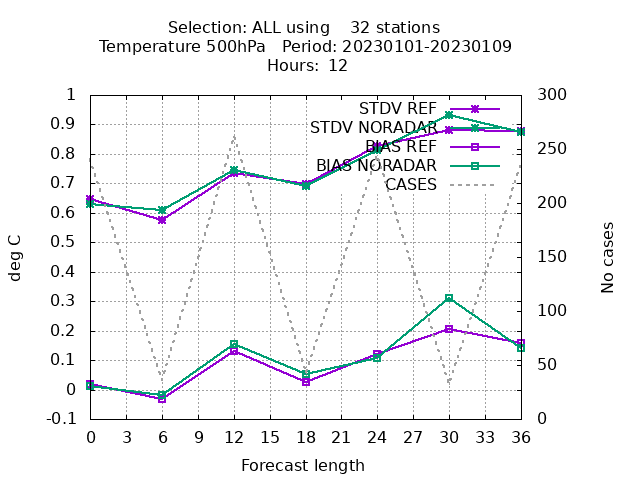 Selection: ALL using    32 stations
Temperature 500hPa   Period: 20230101-20230109
Hours:  12
STDV REF
STDV NORADAR
BIAS REF
BIAS NORADAR
CASES
1
0.9
0.8
0.7
0.6
0.5
0.4
0.3
0.2
0.1
0
-0.1
deg C
300
250
200
150
100
50
0
No cases
0 3 6 9 12 15 18 21 24 27 30 33 36
Forecast length